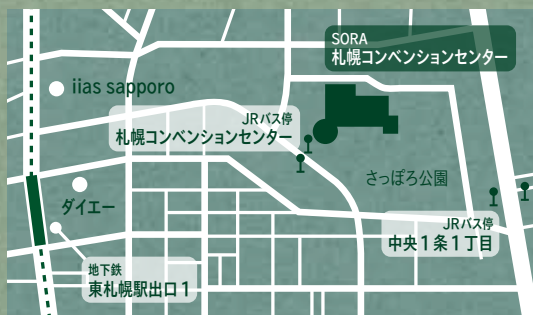 SORA
札幌コンベンションセンター
iias sapporo
JRバス停
札幌コンベンションセンター
さっぽろ公園
ダイエー
JRバス停
中央1条1丁目
地下鉄
東札幌駅出口1